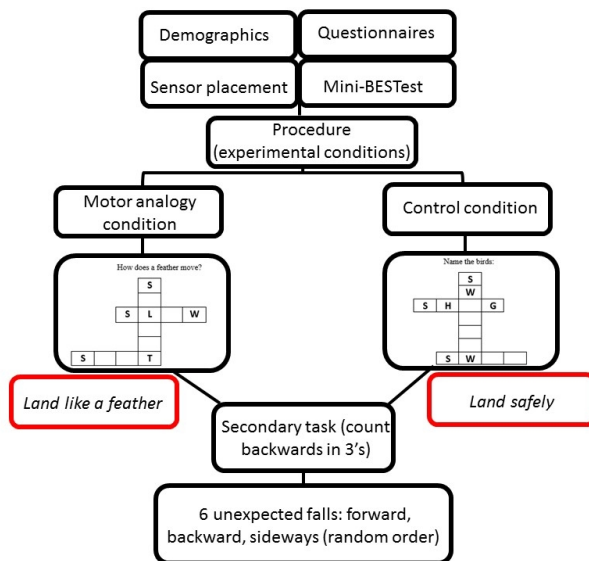 Demographics
Questionnaires
Sensor placement
Mini-BESTest
Procedure
(experimental conditions)
Motor analogy
condition
Control condition
How does a feather move?
S
S L W
S T
Name the birds:
S
W
S H G
S W
Land like a feather
Land safely
Secondary task (count
backwards in 3's)
6 unexpected falls: forward,
backward, sideways (random order)